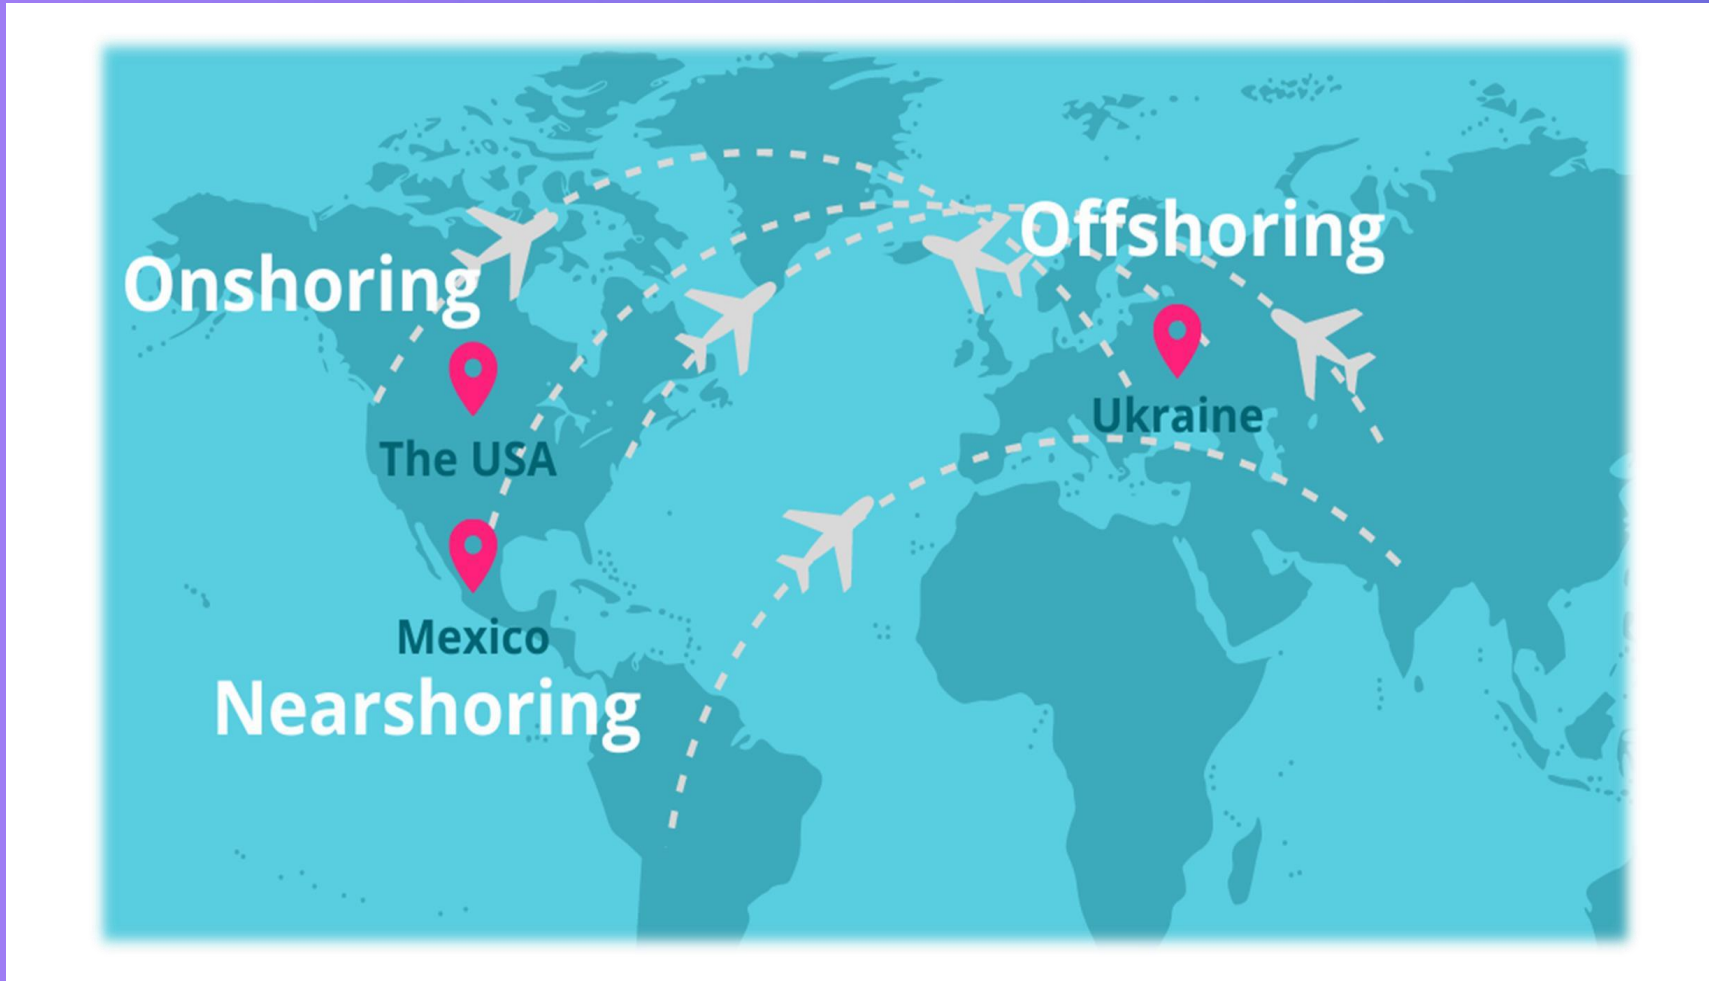 Offshoring
Onshoring
Ukraine
The USA
Mexico
Nearshoring